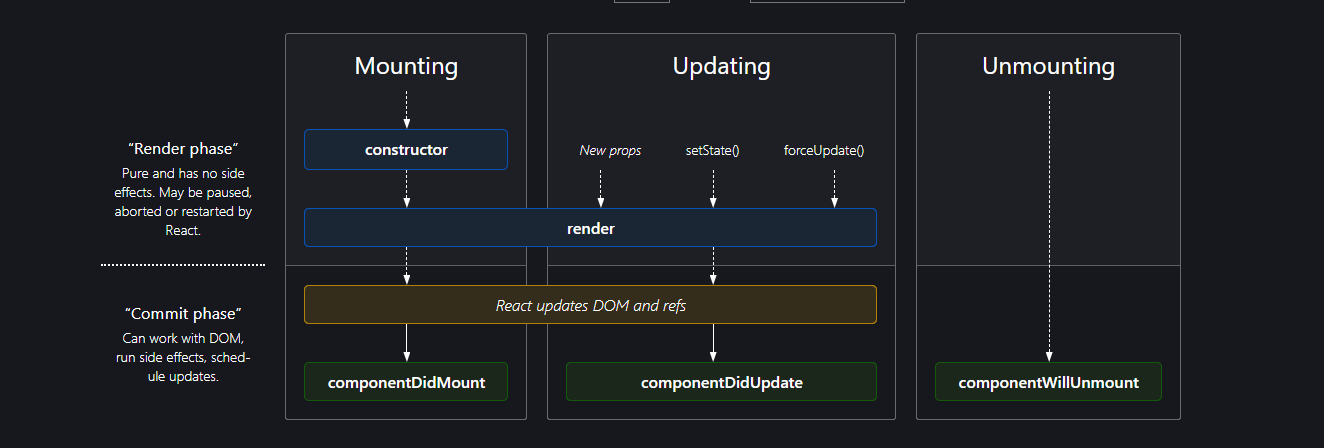 Mounting
Updating
Unmounting
“Render phase”
Pure and has no side
effects. May be paused,
aborted or restarted by
React.
constructor
New props
setState()
forceUpdate()
render
“Commit phase”
Can work with DOM,
run side effects, sched-
ule updates.
React updates DOM and refs
componentDidMount
componentDidUpdate
componentWillUnmount